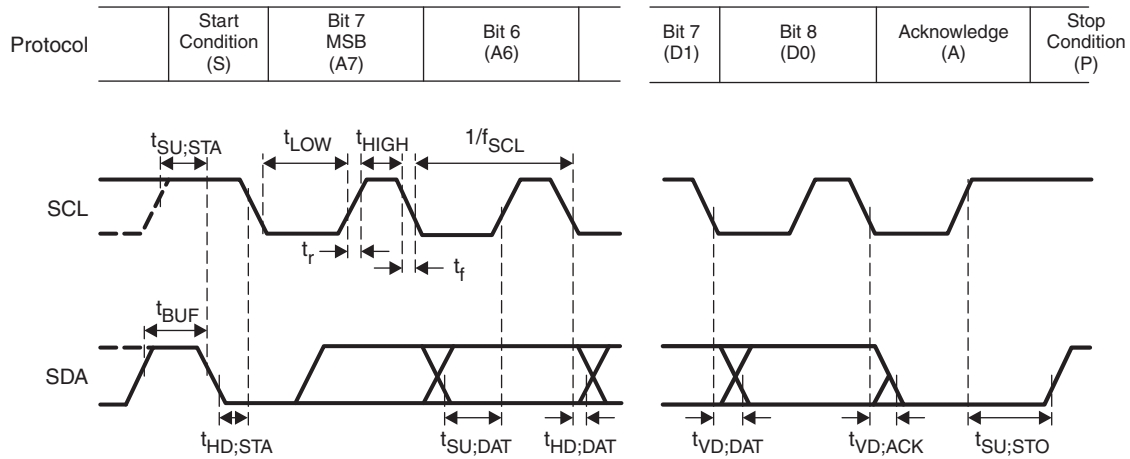 Protocol
Start
Condition
(S)
Bit 7
MSB
(A7)
Bit 6
(A6)
Bit 7
(D1)
Bit 8
(D0)
Acknowledge
(A)
Stop
Condition
(P)
tSU;STA
tLOW
tHIGH
1/fSCL
SCL
tr
tf
tBUF
SDA
tHD;STA
tSU;DAT
tHD;DAT
tVD;DAT
tVD;ACK
tSU;STO